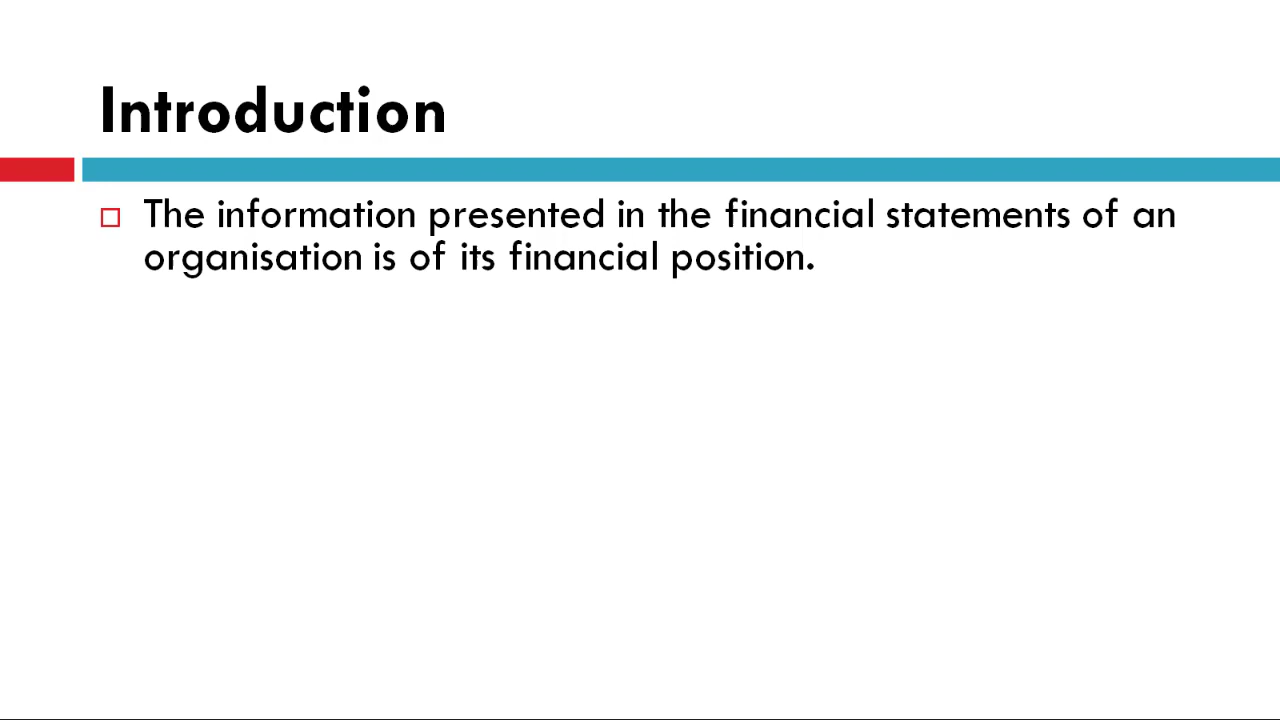 Introduction
The information presented in the financial statements of an
organisation is of its financial position.